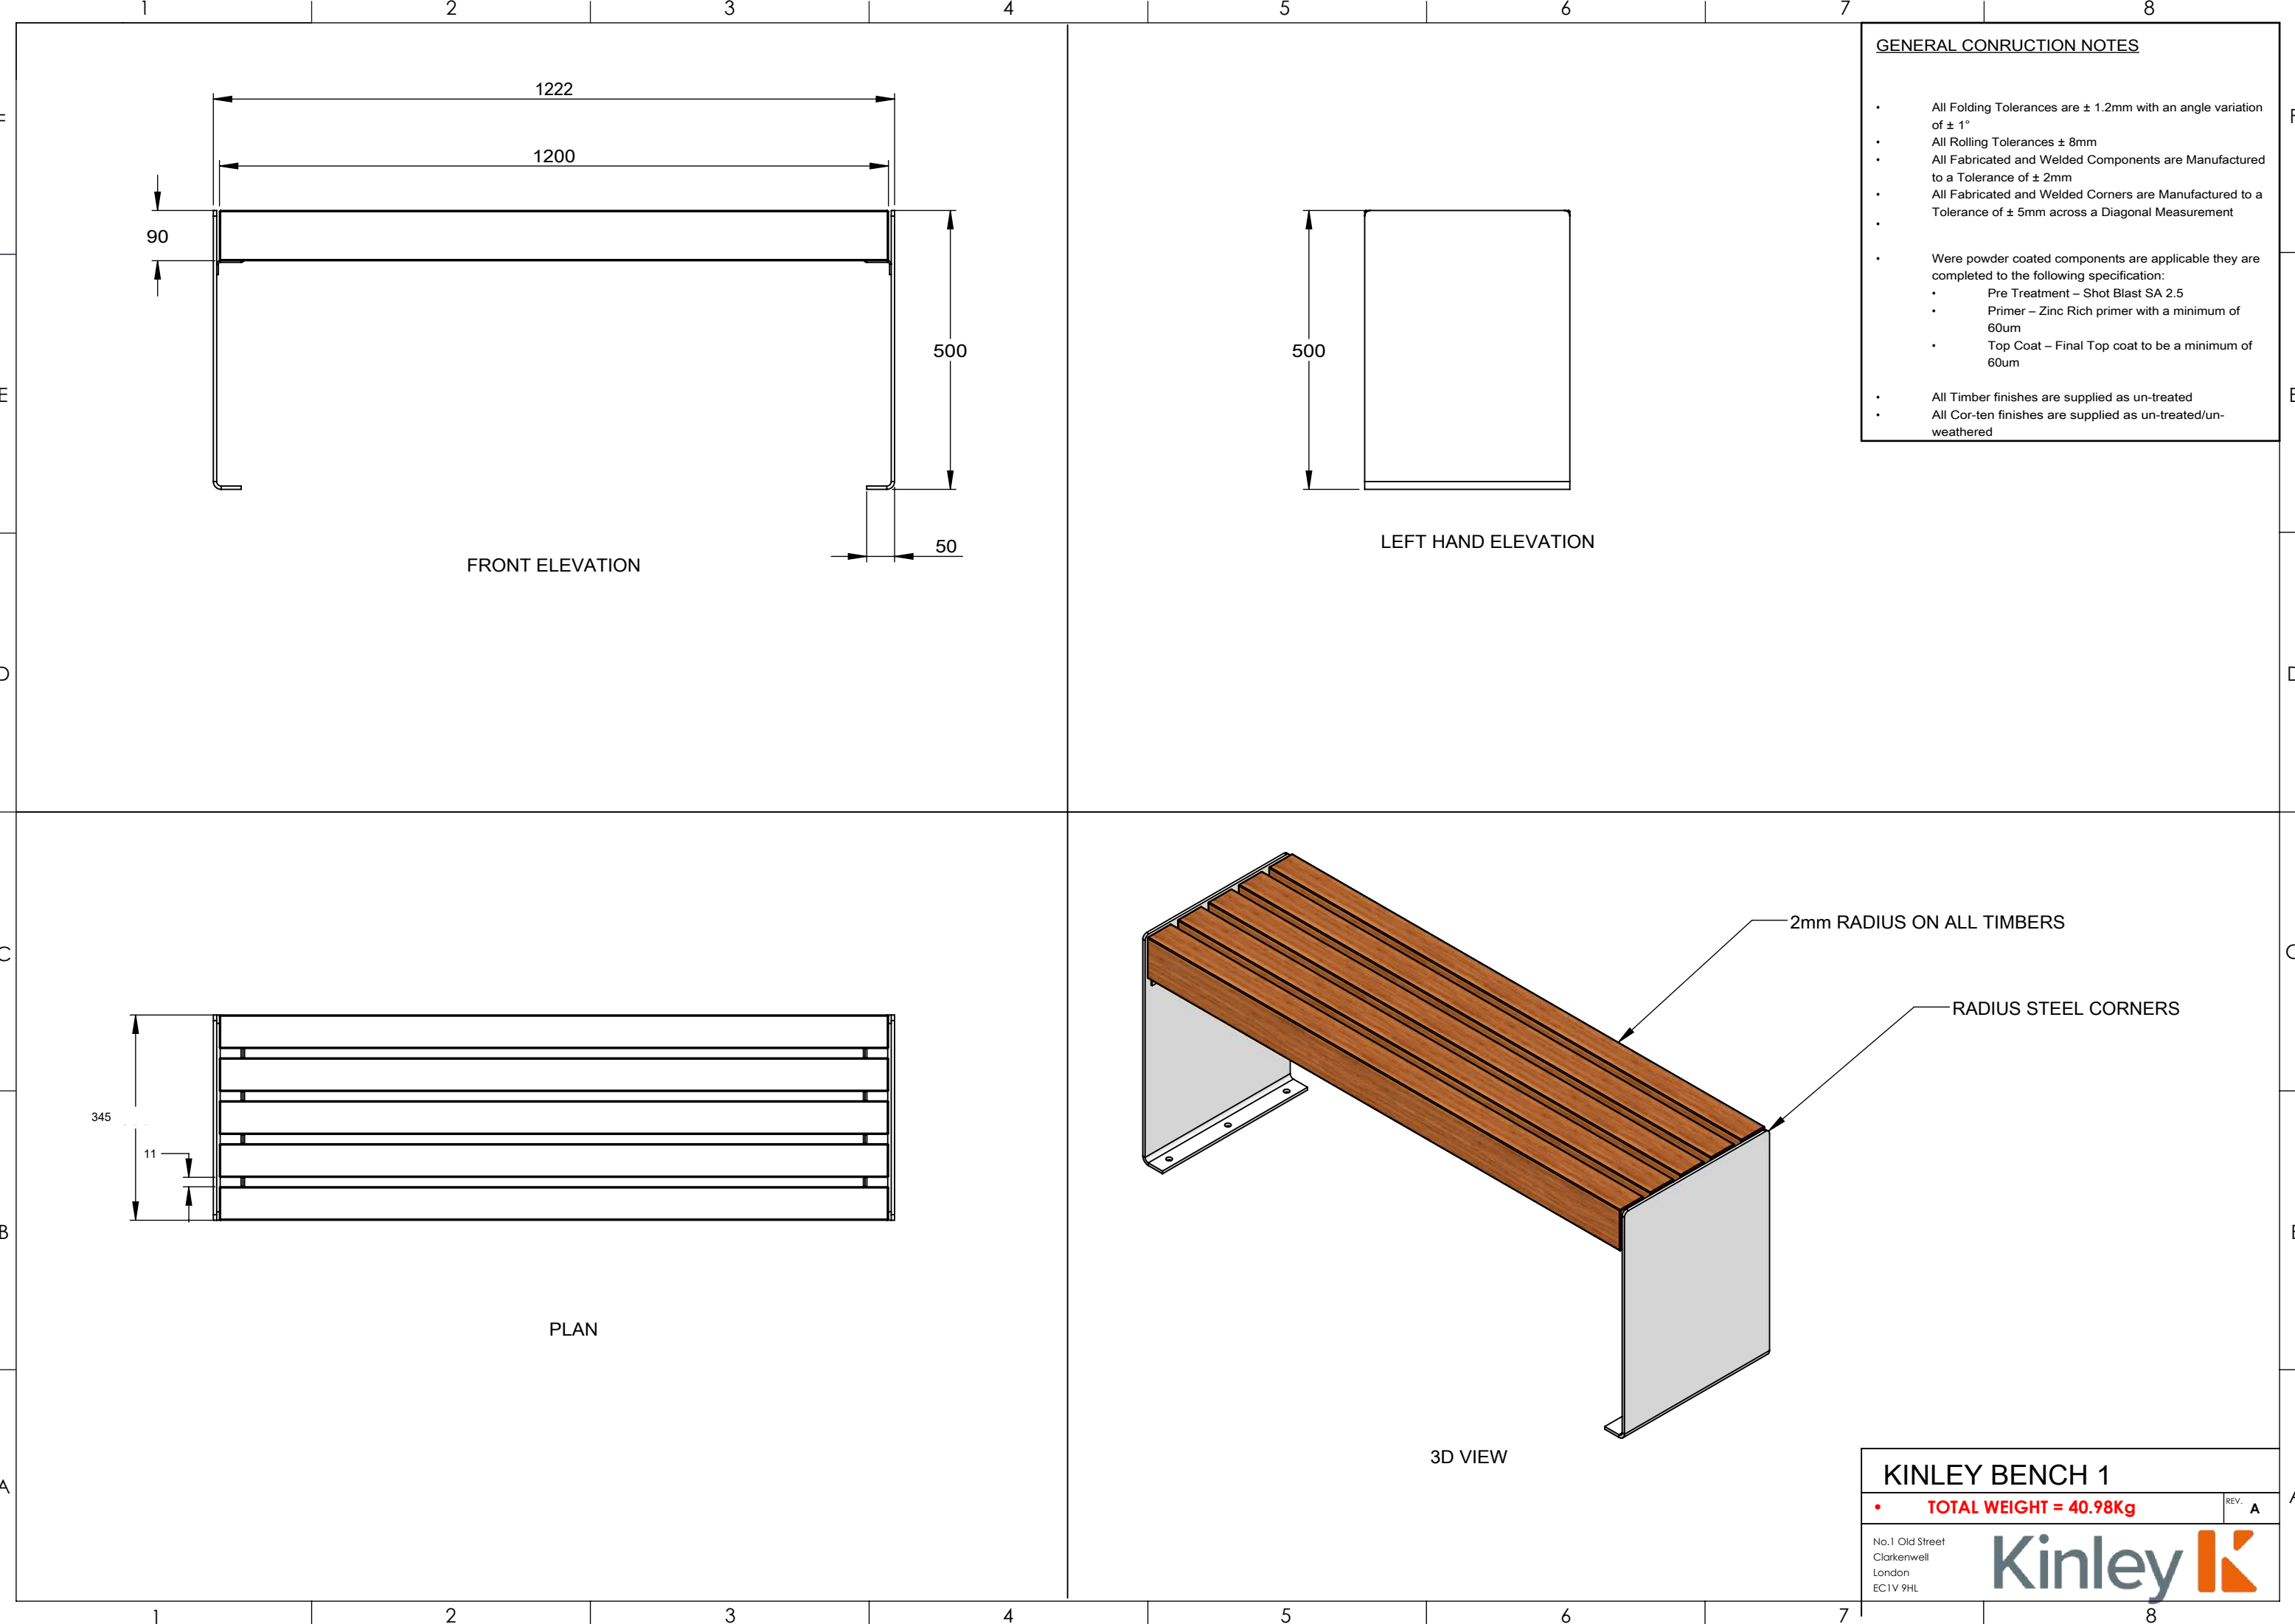 1 2 3 4 5 6 7 8
GENERAL CONRUCTION NOTES
• All Folding Tolerances are ± 1.2mm with an angle variation
of ± 1°
• All Rolling Tolerances ± 8mm
• All Fabricated and Welded Components are Manufactured
to a Tolerance of ± 2mm
• All Fabricated and Welded Corners are Manufactured to a
Tolerance of ± 5mm across a Diagonal Measurement
•
• Were powder coated components are applicable they are
completed to the following specification:
• Pre Treatment – Shot Blast SA 2.5
• Primer – Zinc Rich primer with a minimum of
60um
• Top Coat – Final Top coat to be a minimum of
60um
• All Timber finishes are supplied as un-treated
• All Cor-ten finishes are supplied as un-treated/un-
weathered
1222
1200
90
500
50
FRONT ELEVATION
500
LEFT HAND ELEVATION
345
11
PLAN
2mm RADIUS ON ALL TIMBERS
RADIUS STEEL CORNERS
3D VIEW
KINLEY BENCH 1
• TOTAL WEIGHT = 40.98Kg
REV. A
No.1 Old Street
Clarkenwell
London
EC1V 9HL
Kinley K
F
E
D
C
B
A
F
E
D
C
B
A
1 2 3 4 5 6 7 8